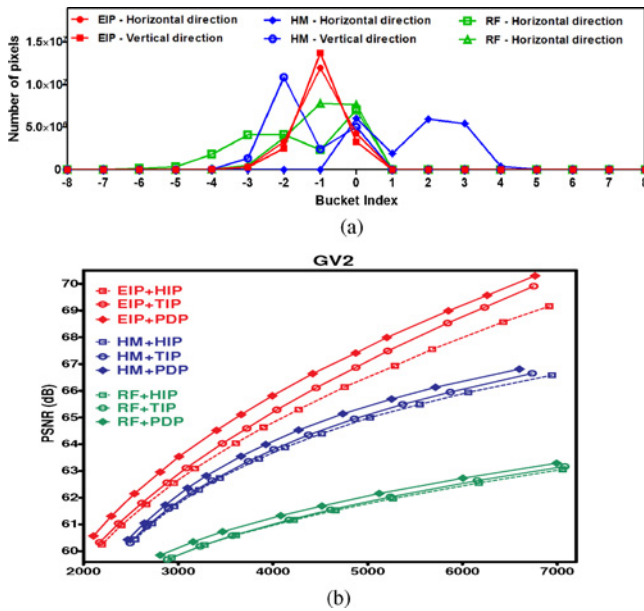 EIP - Horizontal direction HM - Horizontal direction RF - Horizontal direction
EIP - Vertical direction HM - Vertical direction RF - Horizontal direction
Number of pixels
1.5×10⁷
1.0×10⁷
5.0×10⁶
0
-8 -7 -6 -5 -4 -3 -2 -1 0 1 2 3 4 5 6 7 8
Bucket Index
(a)
GV2
PSNR (dB)
70
69
68
67
66
65
64
63
62
61
60
EIP+HIP
EIP+TIP
EIP+PDP
HM+HIP
HM+TIP
HM+PDP
RF+HIP
RF+TIP
RF+PDP
2000 3000 4000 5000 6000 7000
(b)